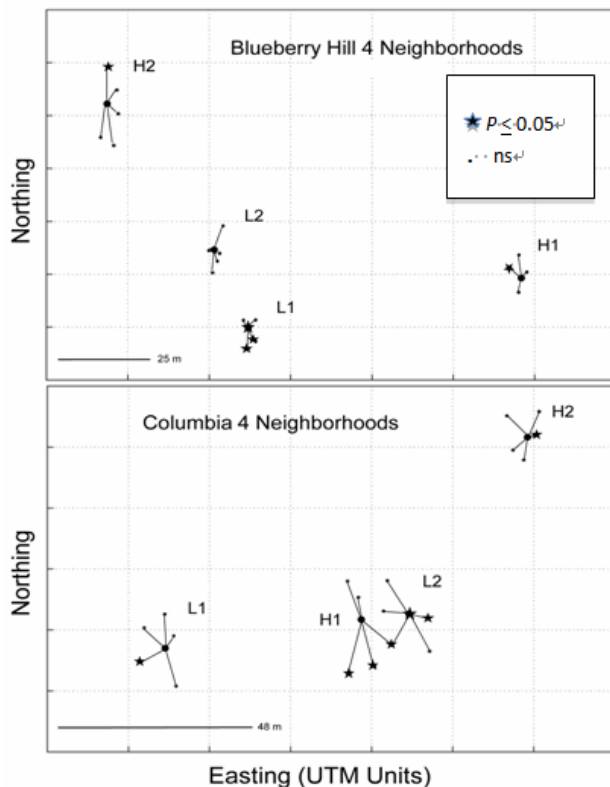 Blueberry Hill 4 Neighborhoods
H2
P ≤ 0.05↵
ns↵
L2
H1
L1
25 m
Northing
Columbia 4 Neighborhoods
H2
L2
L1
H1
48 m
Northing
Easting (UTM Units)